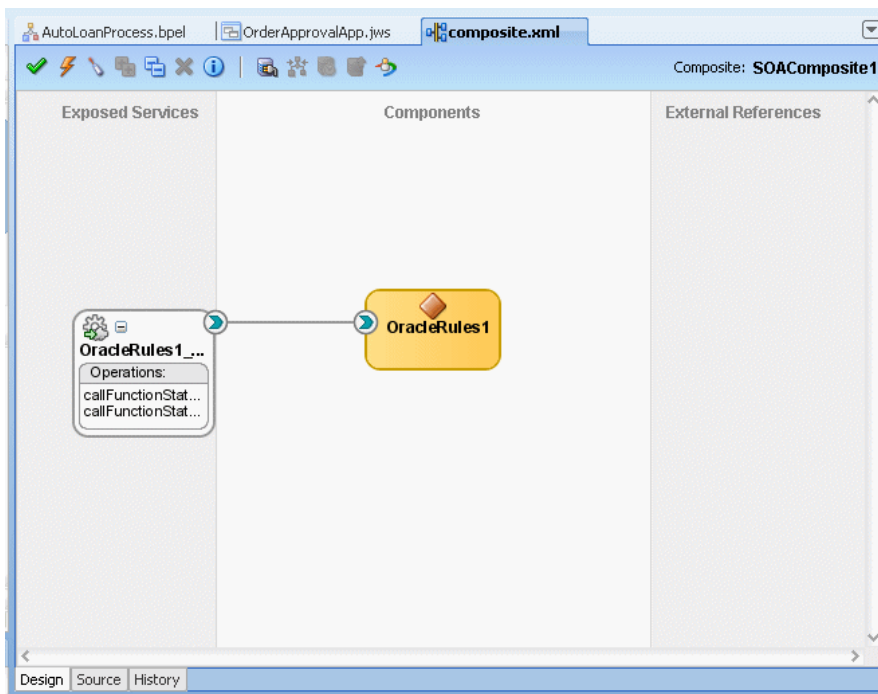 AutoLoanProcess.bpel OrderApprovalApp.jws composite.xml
Composite: SOAComposite1
Exposed Services Components External References
OracleRules1
OracleRules1_...
Operations:
callFunctionStat...
callFunctionStat...
Design Source History